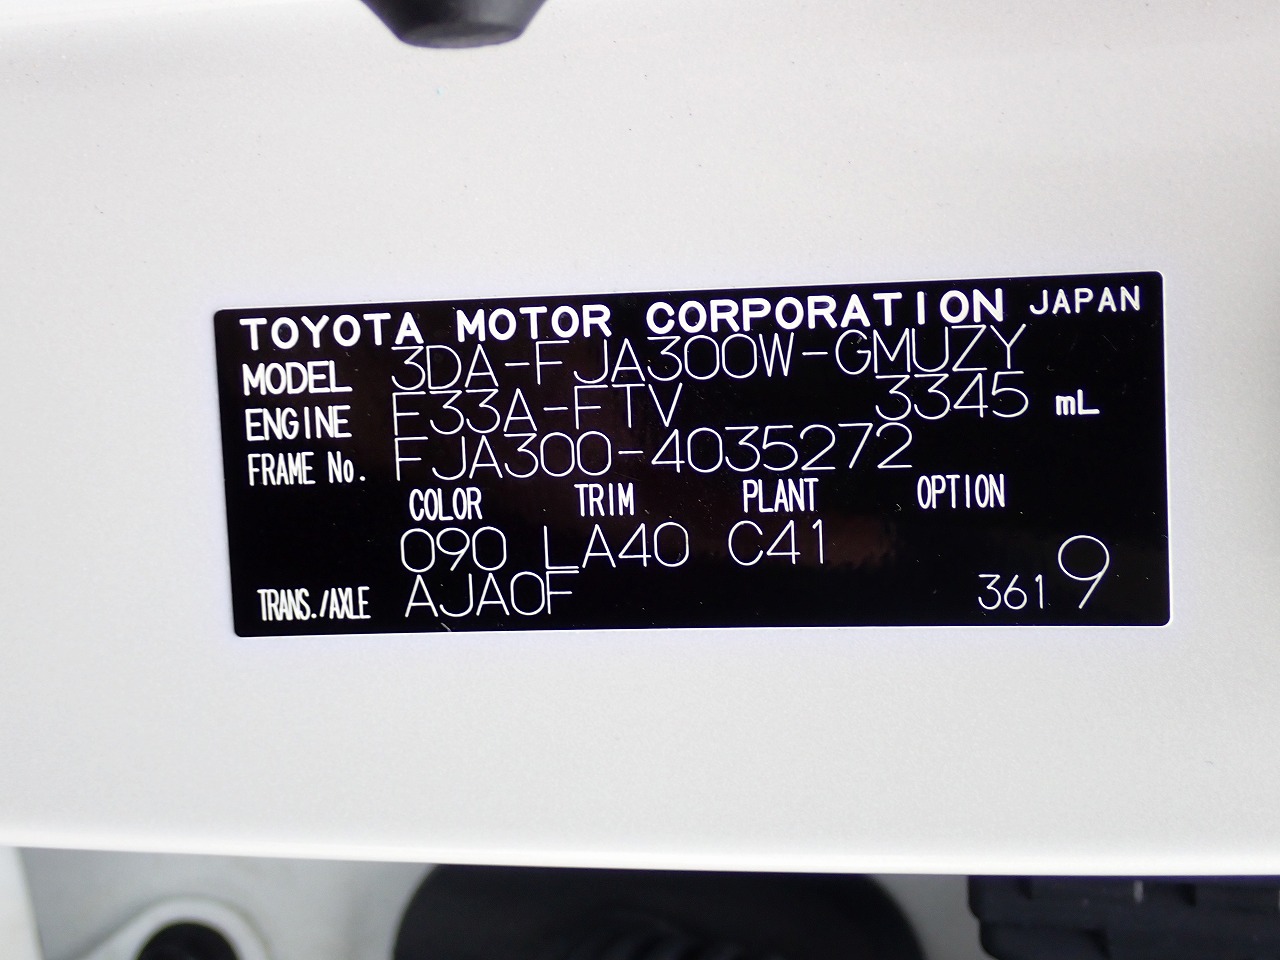 TOYOTA MOTOR CORPORATION JAPAN
MODEL 3DA-FJA300W-GMUZY
ENGINE F33A-FTV 3345 mL
FRAME No. FJA300-4035272
COLOR TRIM PLANT OPTION
090 LA40 C41
TRANS./AXLE AJA0F 361 9